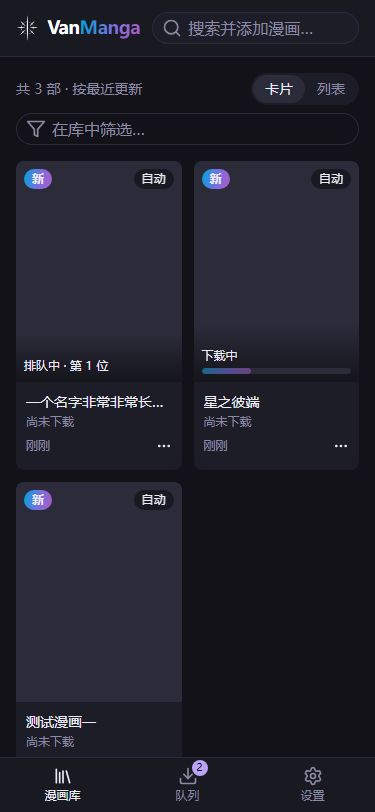 VanManga
搜索并添加漫画...
共 3 部 · 按最近更新
卡片
列表
在库中筛选...
新
自动
新
自动
排队中 · 第 1 位
下载中
一个名字非常非常长...
星之彼端
尚未下载
尚未下载
刚刚
刚刚
新
自动
测试漫画一
尚未下载
2
漫画库
队列
设置